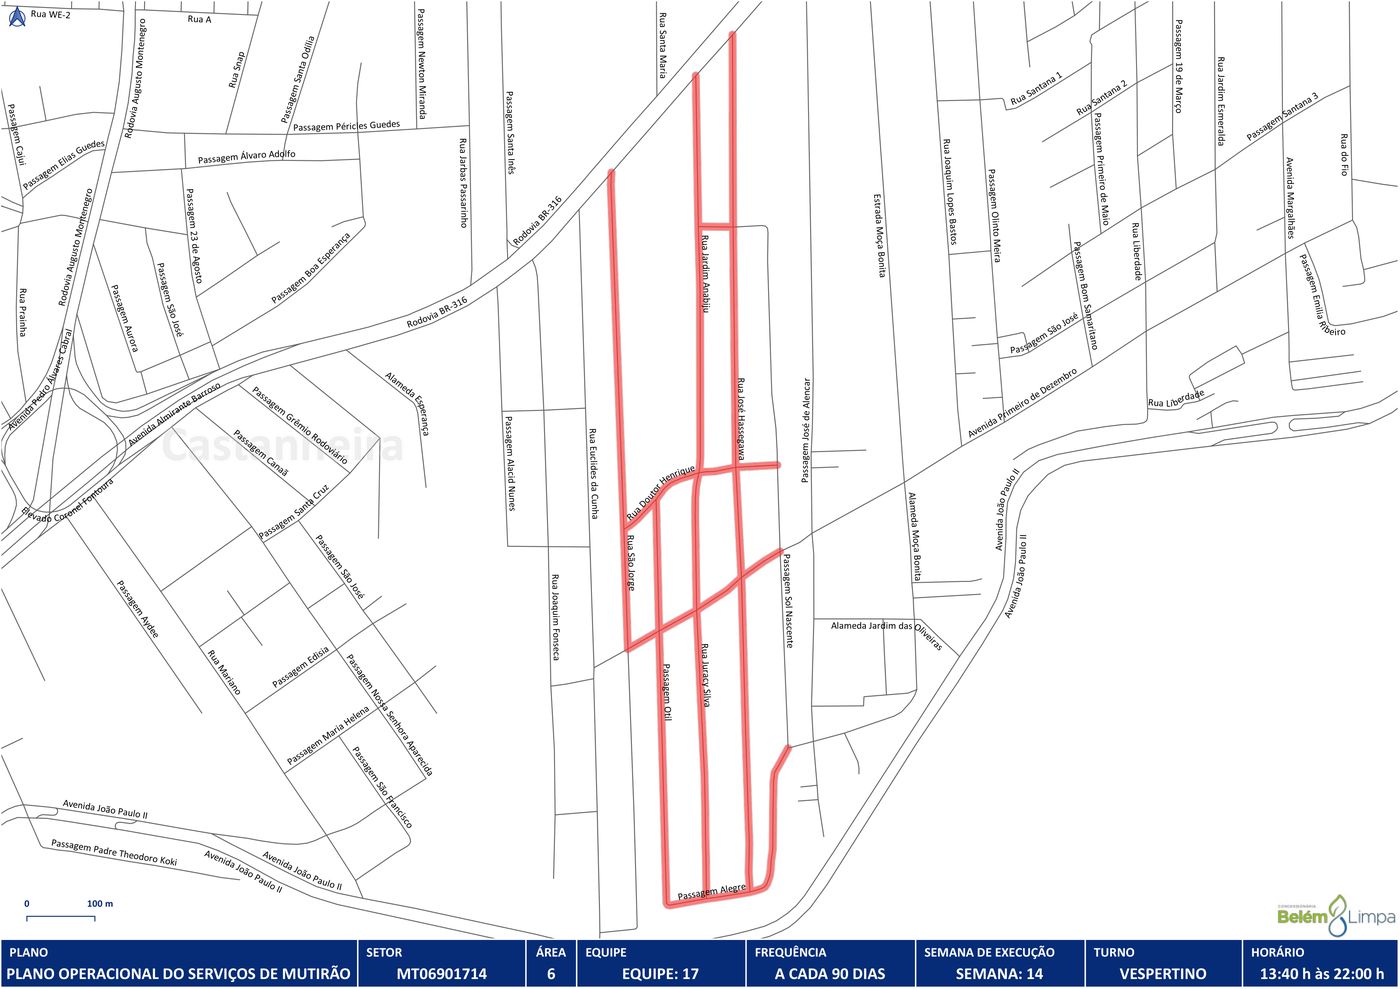 Rua WE-2
Rua A
Rodovia Augusto Montenegro
Rua Snap
Passagem Santa Odília
Passagem Newton Miranda
Rua Santa Maria
Passagem 19 de Março
Rua Santana 1
Rua Santana 2
Rua Jardim Esmeralda
Passagem Santana 3
Rua do Fio
Passagem Cajuí
Passagem Elias Guedes
Passagem Péricles Guedes
Passagem Álvaro Adolfo
Rua Jarbas Passarinho
Passagem Santa Inês
Rodovia BR-316
Estrada Moça Bonita
Rua Joaquim Lopes Bastos
Passagem Olinto Meira
Passagem Primeiro de Maio
Avenida Margalhães
Rodovia Augusto Montenegro
Passagem 23 de Agosto
Passagem Boa Esperança
Rua Jardim Anabiju
Rua Liberdade
Passagem Bom Samaritano
Passagem Emília Ribeiro
Rua Prainha
Passagem Aurora
Passagem São José
Rodovia BR-316
Passagem São José
Avenida Pedro Álvares Cabral
Avenida Almirante Barroso
Alameda Esperança
Rua José Hassegawa
Passagem José de Alencar
Avenida Primeiro de Dezembro
Rua Liberdade
Passagem Grêmio Rodoviário
Castanheira
Passagem Canaã
Passagem Alacid Nunes
Rua Euclides da Cunha
Rua Doutor Henrique
Elevado Coronel Fontoura
Passagem Santa Cruz
Alameda Moça Bonita
Avenida João Paulo II
Avenida João Paulo II
Passagem São José
Rua São Jorge
Rua Joaquim Fonseca
Passagem Sol Nascente
Passagem Aydee
Alameda Jardim das Oliveiras
Rua Mariano
Passagem Edisia
Passagem Nossa Senhora Aparecida
Passagem Otil
Rua Juracy Silva
Passagem Maria Helena
Passagem São Francisco
Avenida João Paulo II
Passagem Padre Theodoro Koki
Avenida João Paulo II
Avenida João Paulo II
Passagem Alegre
0 100 m
CONCESSIONÁRIA
Belém Limpa
PLANO
PLANO OPERACIONAL DO SERVIÇOS DE MUTIRÃO
SETOR
MT06901714
ÁREA
6
EQUIPE
EQUIPE: 17
FREQUÊNCIA
A CADA 90 DIAS
SEMANA DE EXECUÇÃO
SEMANA: 14
TURNO
VESPERTINO
HORÁRIO
13:40 h às 22:00 h